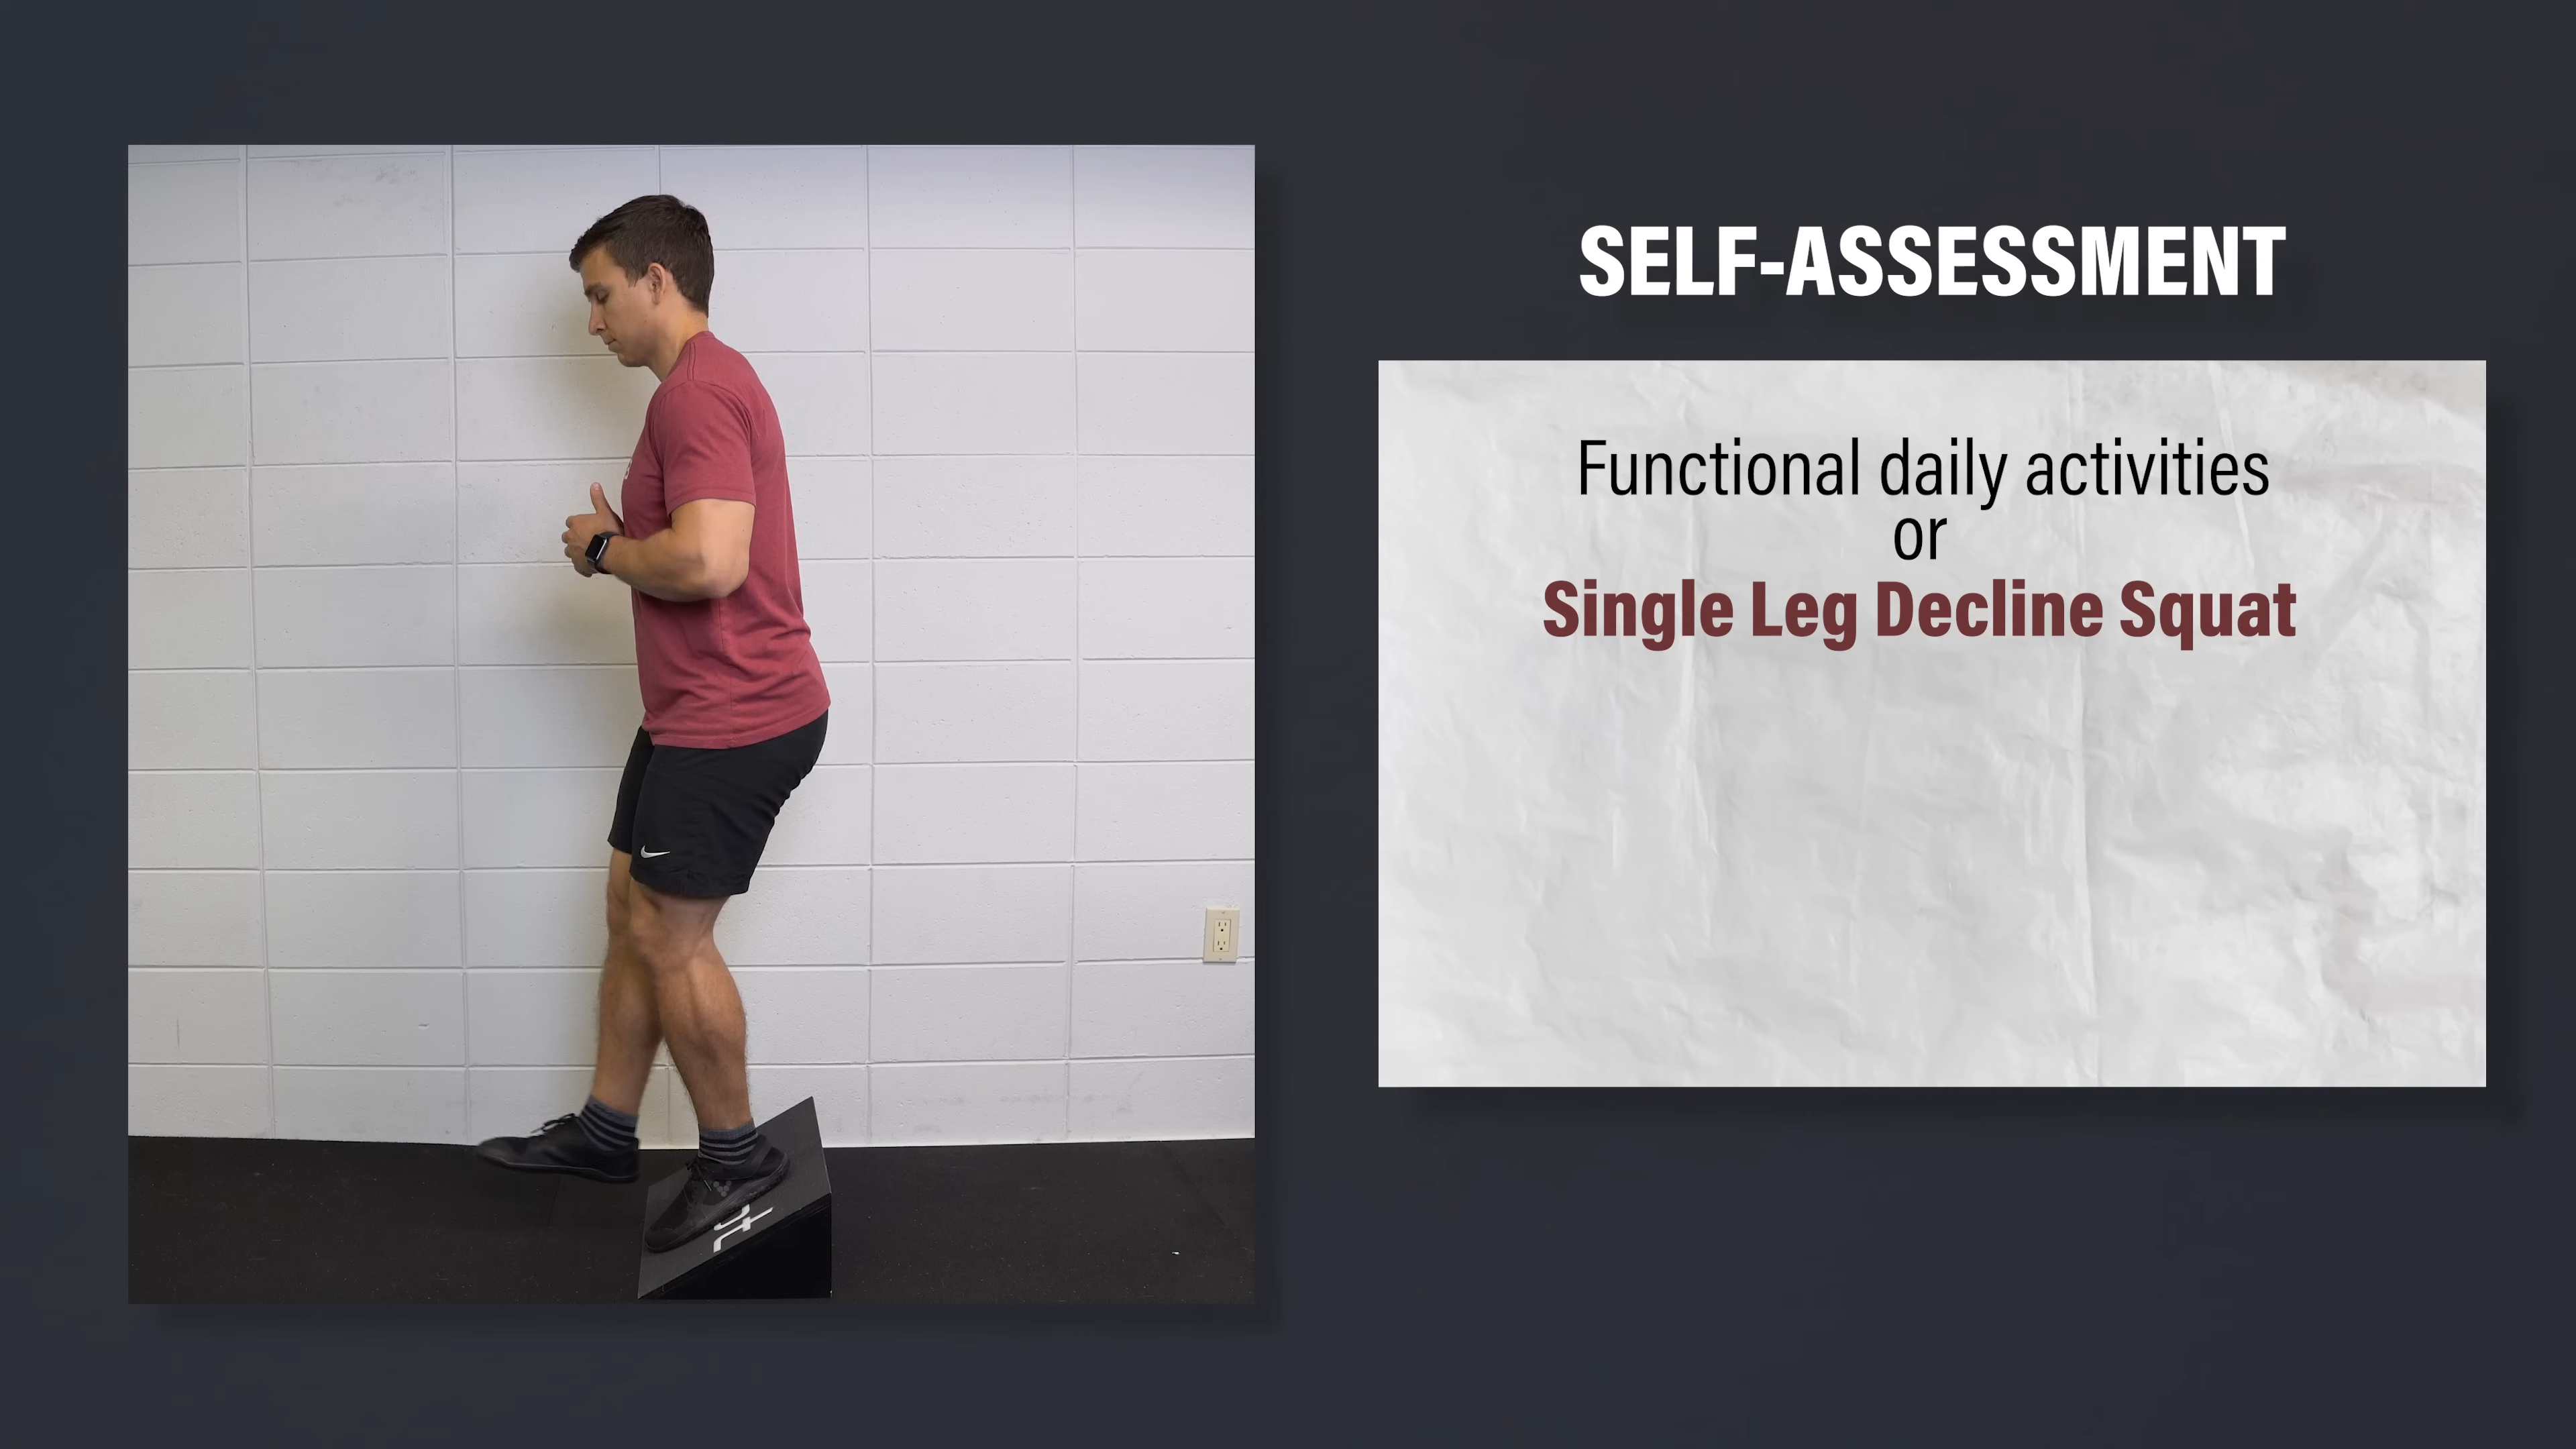 SELF-ASSESSMENT
Functional daily activities
or
Single Leg Decline Squat